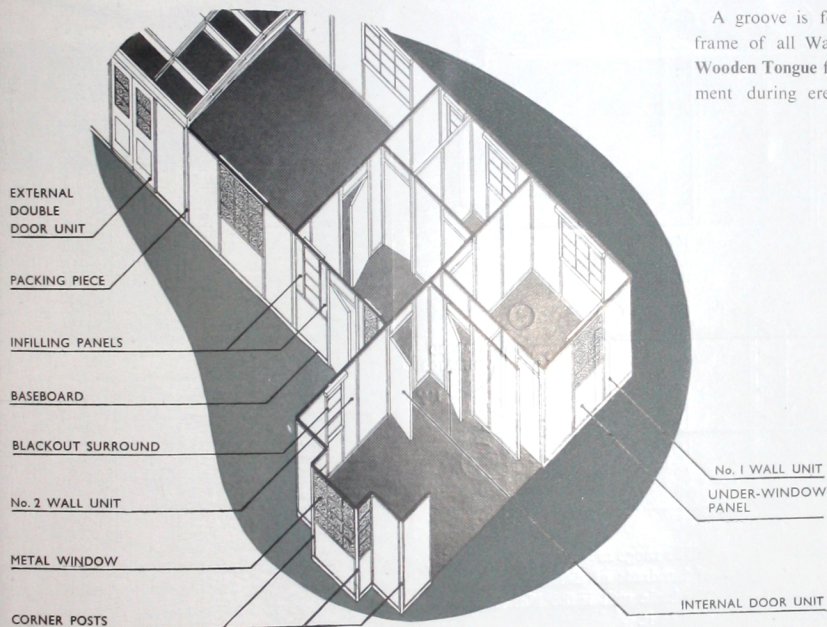 A groove is
frame of all
Wooden Tongue
ment during
EXTERNAL
DOUBLE
DOOR UNIT
PACKING PIECE
INFILLING PANELS
BASEBOARD
BLACKOUT SURROUND
No. 2 WALL UNIT
METAL WINDOW
CORNER POSTS
No. 1 WALL UNIT
UNDER-WINDOW
PANEL
INTERNAL DOOR UNIT